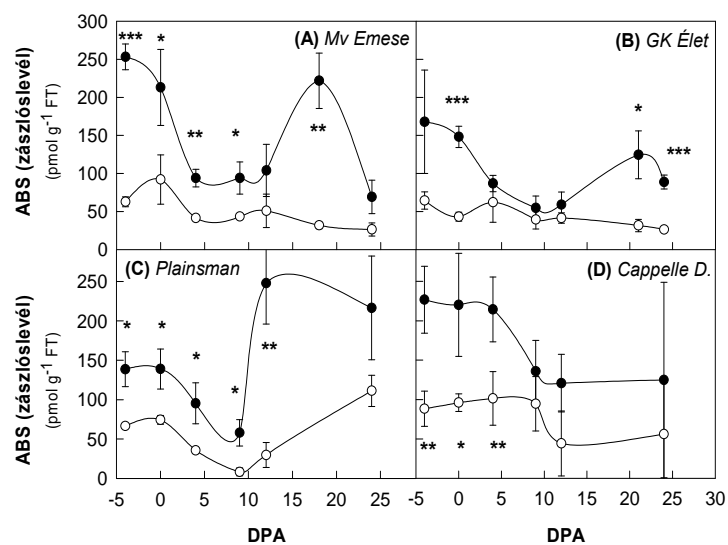 300
250
200
150
100
50
0
ABS (zászlóslevél)
(pmol g⁻¹ FT)
(A) Mv Emese
*** * ** * **
(B) GK Élet
*** * ***
250
200
150
100
50
0
ABS (zászlóslevél)
(pmol g⁻¹ FT)
(C) Plainsman
* * * * **
(D) Cappelle D.
** * **
-5 0 5 10 15 20 25
-5 0 5 10 15 20 25 30
DPA DPA